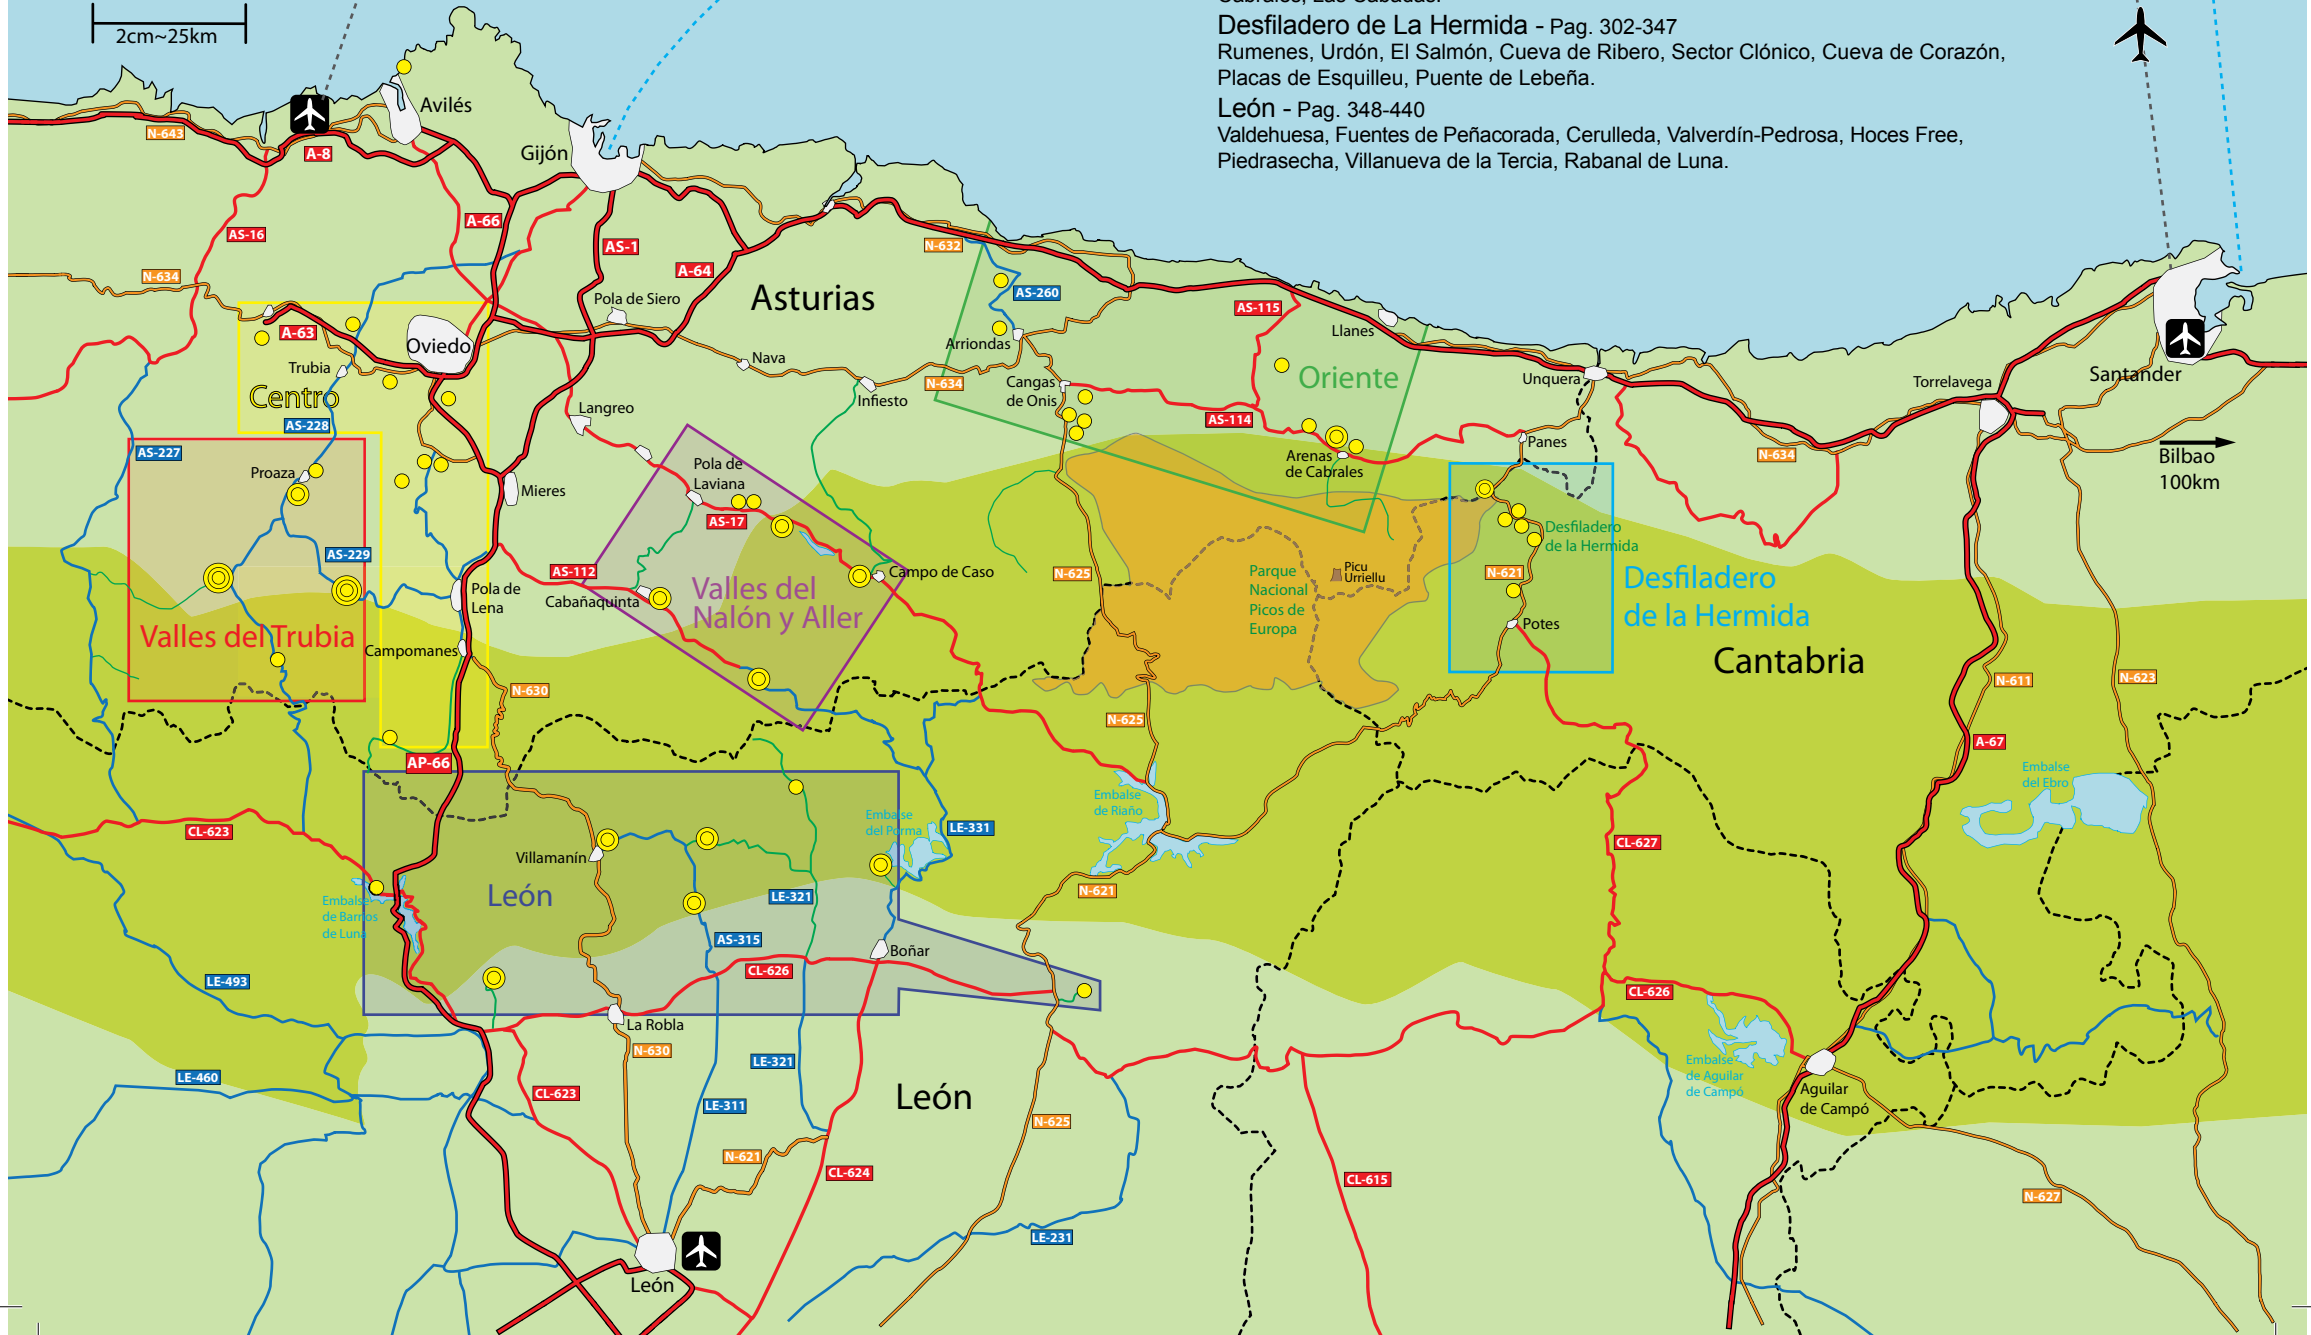 Desfiladero de La Hermida - Pag. 302-347
Rumenes, Urdón, El Salmón, Cueva de Ribero, Sector Clónico, Cueva de Corazón,
Placas de Esquilleu, Puente de Lebeña.
León - Pag. 348-440
Valdehuesa, Fuentes de Peñacorada, Cerulleda, Valverdín-Pedrosa, Hoces Free,
Piedrasecha, Villanueva de la Tercia, Rabanal de Luna.
2cm~25km
Avilés
N-643
A-8
Gijón
AS-16
A-66
AS-1
A-64
N-632
N-634
Asturias
AS-260
AS-115
Pola de Siero
A-63
Oviedo
Arriondas
Llanes
Nava
Trubia
Centro
N-634
Cangas
de Onis
Oriente
Unquera
Torrelavega
Santander
Infiesto
Langreo
AS-228
AS-114
AS-227
Panes
N-634
Bilbao
100km
Arenas
de Cabrales
Proaza
Pola de
Laviana
Mieres
AS-17
Desfiladero
de la Hermida
AS-229
AS-112
Campo de Caso
N-625
Parque
Nacional
Picos de
Europa
Picu
Urriellu
N-621
Desfiladero
de la Hermida
Pola de
Lena
Cabañaquinta
Valles del
Nalón y Aller
Valles del Trubia
Potes
Campomanes
Cantabria
N-630
N-611
N-623
N-625
A-67
AP-66
Embalse
del Ebro
Embalse
de Riaño
Embalse
del Porma
LE-331
CL-623
CL-627
Villamanín
León
N-621
LE-321
Embalse
de Barrios
de Luna
AS-315
Boñar
CL-626
LE-493
CL-626
La Robla
N-630
LE-321
Embalse
de Aguilar
de Campó
LE-460
CL-623
León
LE-311
Aguilar
de Campó
N-625
N-621
CL-624
CL-615
N-627
LE-231
León